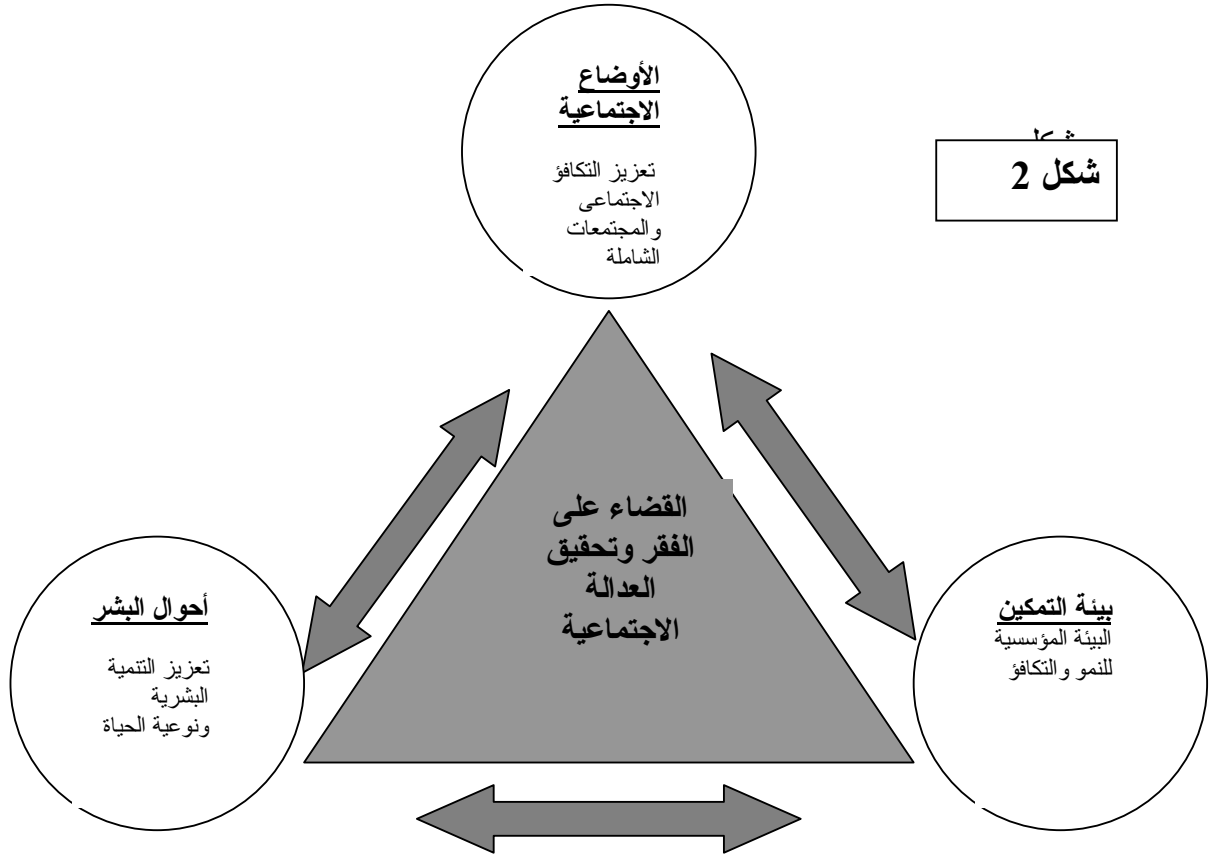 الأوضاع
الاجتماعية
تعزيز التكافؤ
الاجتماعى
والمجتمعات
الشاملة
شكل
شكل 2
القضاء على
الفقر وتحقيق
العدالة
الاجتماعية
بيئة التمكين
البيئة المؤسسية
للنمو والتكافؤ
أحوال البشر
تعزيز التنمية
البشرية
ونوعية الحياة